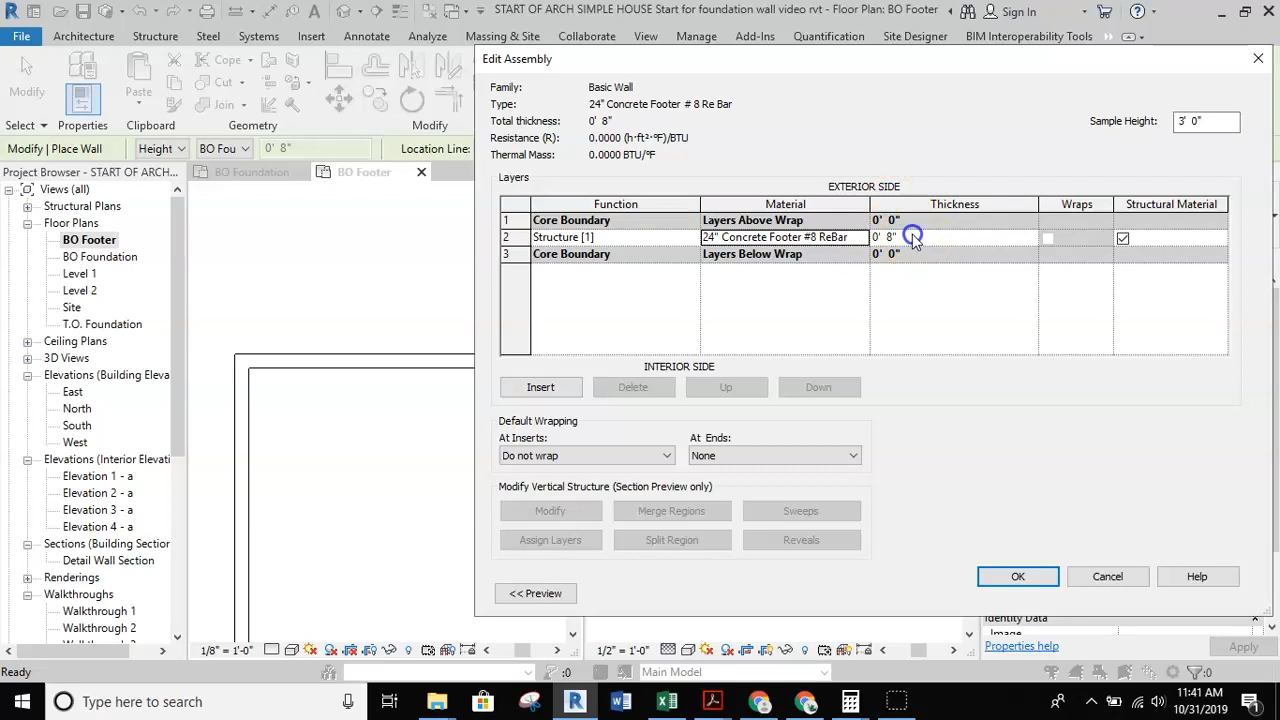 START OF ARCH SIMPLE HOUSE Start for foundation wall video rvt - Floor Plan: BO Footer
Sign In
File
Architecture
Structure
Steel
Systems
Insert
Annotate
Analyze
Massing & Site
Collaborate
View
Manage
Add-Ins
Quantification
Site Designer
BIM Interoperability Tools
Modify
Paste
Cope
Cut
Join
Select
Properties
Clipboard
Geometry
Modify
Modify | Place Wall
Height
BO Fou
0' 8"
Location Line:
Project Browser - START OF ARCH...
BO Foundation
BO Footer
Views (all)
Structural Plans
Floor Plans
BO Footer
BO Foundation
Level 1
Level 2
Site
T.O. Foundation
Ceiling Plans
3D Views
Elevations (Building Eleva
East
North
South
West
Elevations (Interior Elevati
Elevation 1 - a
Elevation 2 - a
Elevation 3 - a
Elevation 4 - a
Sections (Building Section
Detail Wall Section
Renderings
Walkthroughs
Walkthrough 1
Walkthrough 2
Edit Assembly
Family: Basic Wall
Type: 24" Concrete Footer # 8 Re Bar
Total thickness: 0' 8"
Resistance (R): 0.0000 (h·ft²·°F)/BTU
Thermal Mass: 0.0000 BTU/°F
Sample Height: 3' 0"
Layers
EXTERIOR SIDE
Function Material Thickness Wraps Structural Material
1 Core Boundary Layers Above Wrap 0' 0"
2 Structure [1] 24" Concrete Footer #8 ReBar 0' 8"
3 Core Boundary Layers Below Wrap 0' 0"
INTERIOR SIDE
Insert Delete Up Down
Default Wrapping
At Inserts: At Ends:
Do not wrap None
Modify Vertical Structure (Section Preview only)
Modify Merge Regions Sweeps
Assign Layers Split Region Reveals
OK Cancel Help
<< Preview
Identity Data
Image
Properties help
Apply
1/8" = 1'-0"
1/2" = 1'-0"
Ready
:0
Main Model
:0
Type here to search
:41 AM
10/31/2019